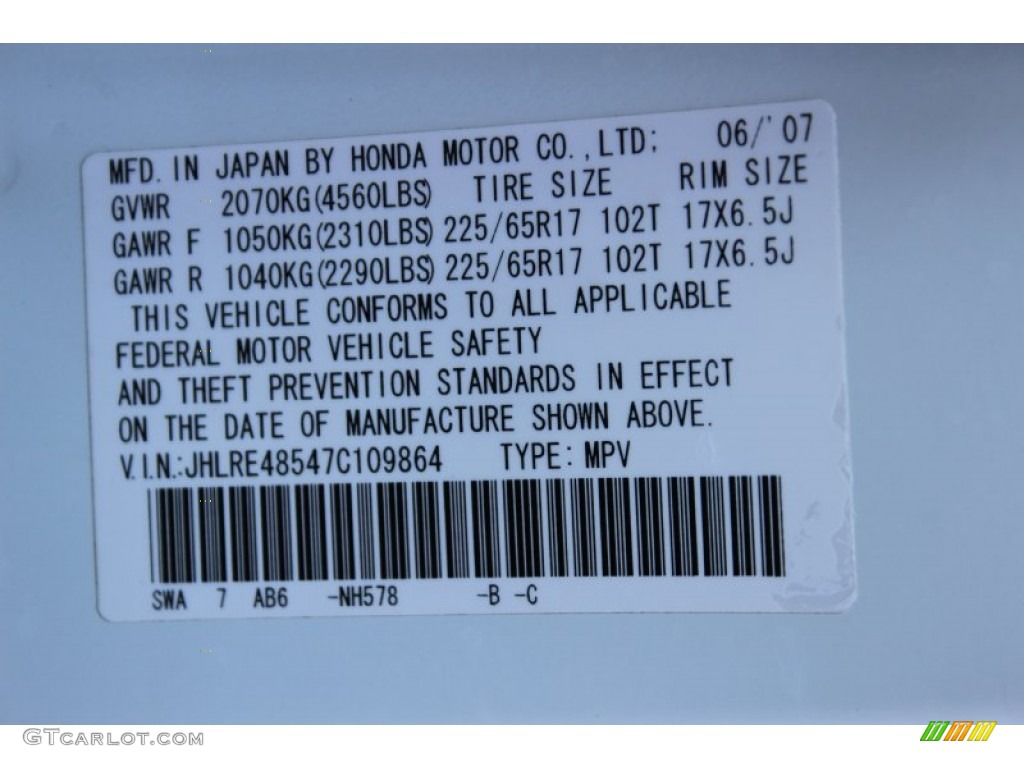 MFD. IN JAPAN BY HONDA MOTOR CO., LTD; 06/'07
GVWR 2070KG(4560LBS) TIRE SIZE RIM SIZE
GAWR F 1050KG(2310LBS) 225/65R17 102T 17X6.5J
GAWR R 1040KG(2290LBS) 225/65R17 102T 17X6.5J
THIS VEHICLE CONFORMS TO ALL APPLICABLE
FEDERAL MOTOR VEHICLE SAFETY
AND THEFT PREVENTION STANDARDS IN EFFECT
ON THE DATE OF MANUFACTURE SHOWN ABOVE.
V.I.N.:JHLRE48547C109864 TYPE: MPV
SWA 7 AB6 -NH578 -B -C
GTCARLOT.COM